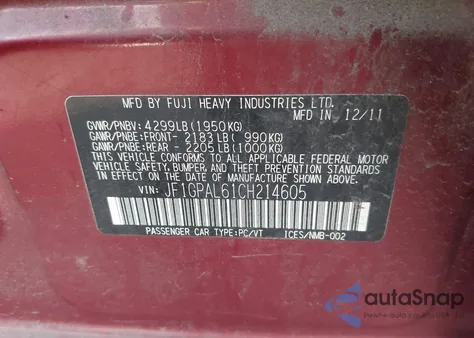 MFD BY FUJI HEAVY INDUSTRIES LTD.
MFD IN 12/11
GVWR/PNBV: 4299LB(1950KG)
GAWR/PNBE:FRONT- 2183LB( 990KG)
GAWR/PNBE:REAR - 2205LB(1000KG)
THIS VEHICLE CONFORMS TO ALL APPLICABLE FEDERAL MOTOR
VEHICLE SAFETY, BUMPER, AND THEFT PREVENTION STANDARDS
IN EFFECT ON THE DATE OF MANUFACTURE SHOWN ABOVE.
VIN: JF1GPAL61CH214605
PASSENGER CAR TYPE:PC/VT ICES/NMB-002
autoSnap